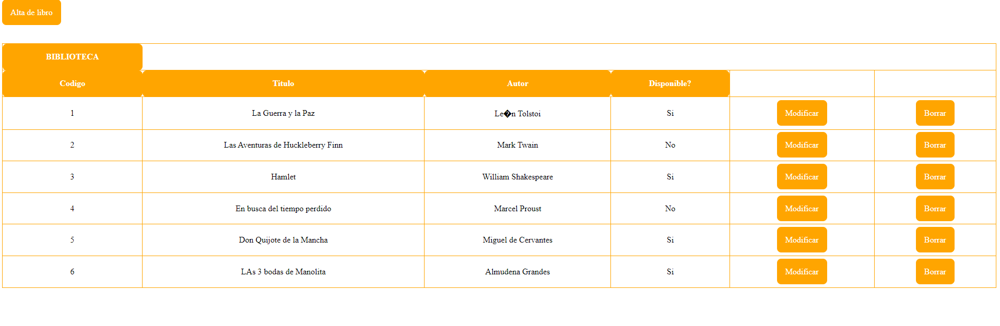 Alta de libro
BIBLIOTECA
Codigo Titulo Autor Disponible?
1 La Guerra y la Paz Le�n Tolstoi Si Modificar Borrar
2 Las Aventuras de Huckleberry Finn Mark Twain No Modificar Borrar
3 Hamlet William Shakespeare Si Modificar Borrar
4 En busca del tiempo perdido Marcel Proust No Modificar Borrar
5 Don Quijote de la Mancha Miguel de Cervantes Si Modificar Borrar
6 LAs 3 bodas de Manolita Almudena Grandes Si Modificar Borrar